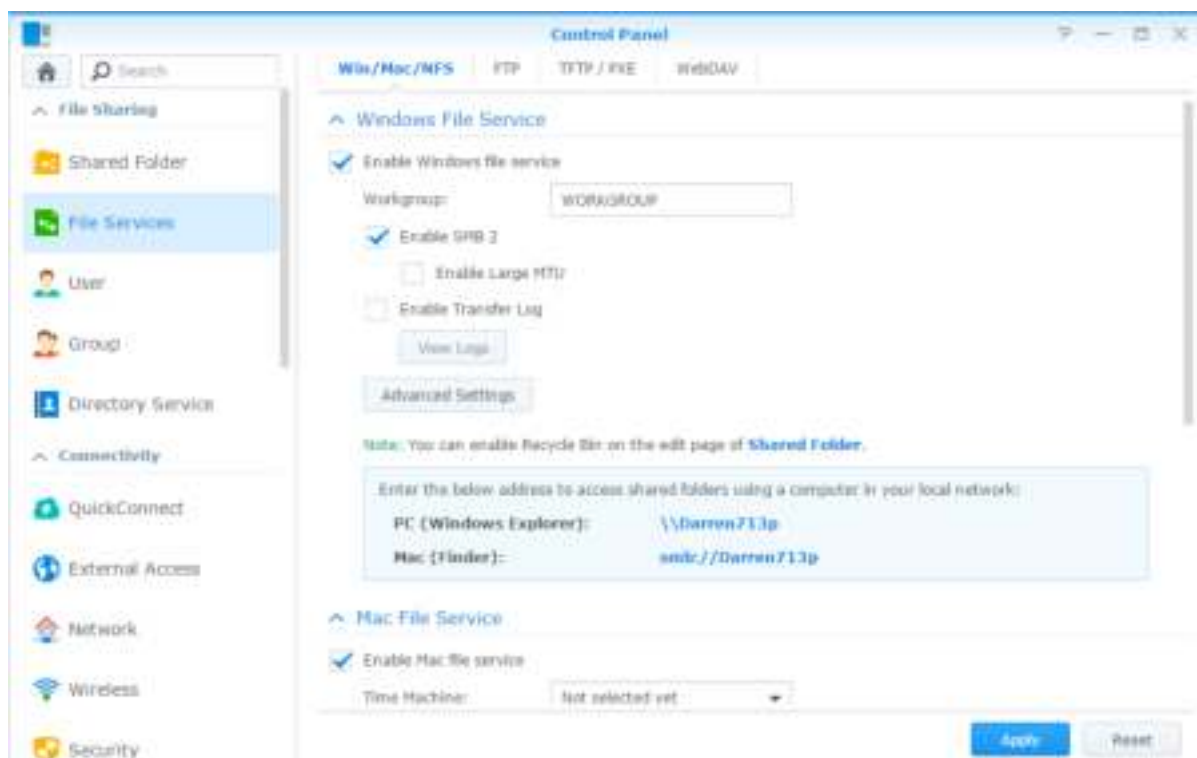 Control Panel
Search
Win/Mac/NFS
FTP
TFTP / PXE
WebDAV
File Sharing
Shared Folder
File Services
User
Group
Directory Service
Connectivity
QuickConnect
External Access
Network
Wireless
Security
Windows File Service
Enable Windows file service
Workgroup:
WORKGROUP
Enable SMB 2
Enable Large MTU
Enable Transfer Log
View Logs
Advanced Settings
Note: You can enable Recycle Bin on the edit page of Shared Folder.
Enter the below address to access shared folders using a computer in your local network:
PC (Windows Explorer): \\Darren713p
Mac (Finder): smb://Darren713p
Mac File Service
Enable Mac file service
Time Machine: Not selected yet
Apply
Reset